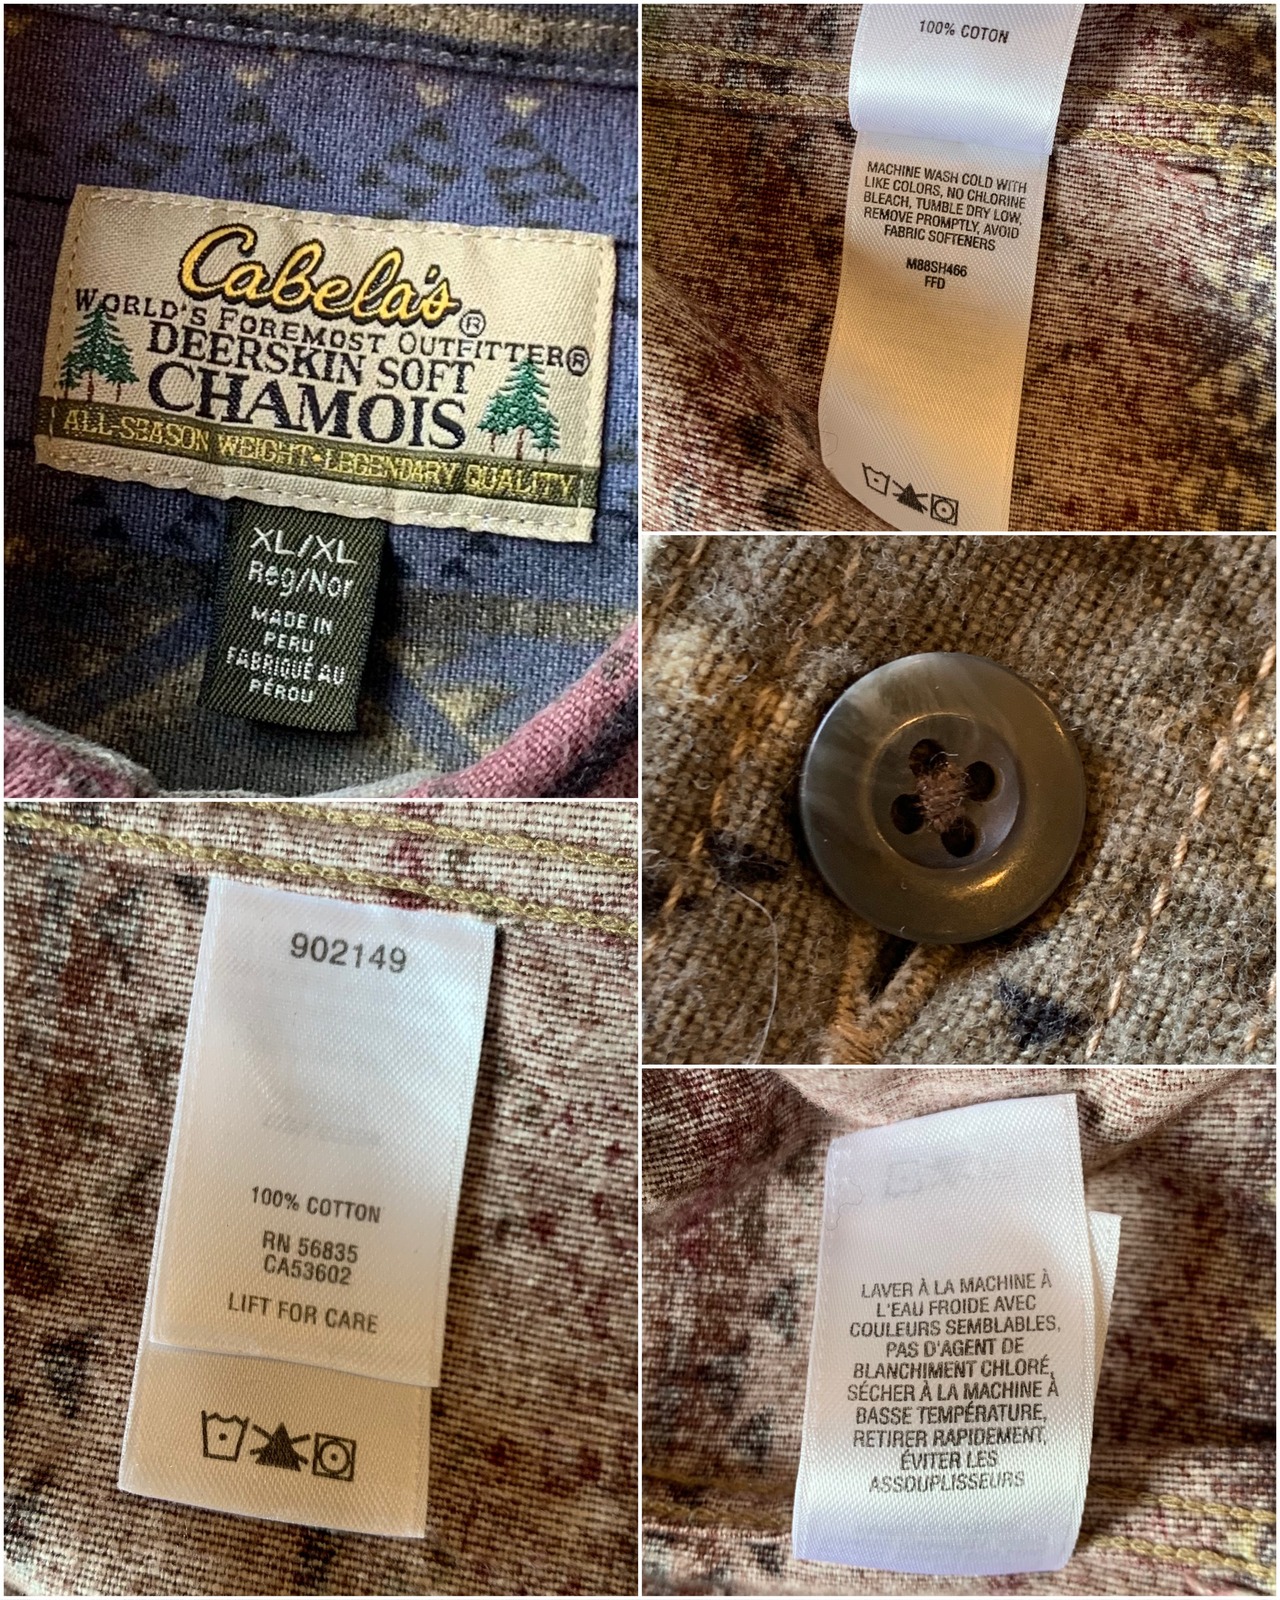 Cabela's®
WORLD'S FOREMOST OUTFITTER®
DEERSKIN SOFT
CHAMOIS
ALL-SEASON WEIGHT•LEGENDARY QUALITY
XL/XL
Reg/Nor
MADE IN
PERU
FABRIQUÉ AU
PÉROU
100% COTON
MACHINE WASH COLD WITH
LIKE COLORS, NO CHLORINE
BLEACH, TUMBLE DRY LOW,
REMOVE PROMPTLY, AVOID
FABRIC SOFTENERS
M88SH466
FFD
902149
100% COTTON
RN 56835
CA53602
LIFT FOR CARE
LAVER À LA MACHINE À
L'EAU FROIDE AVEC
COULEURS SEMBLABLES,
PAS D'AGENT DE
BLANCHIMENT CHLORÉ,
SÉCHER À LA MACHINE À
BASSE TEMPÉRATURE,
RETIRER RAPIDEMENT,
ÉVITER LES
ASSOUPLISSEURS